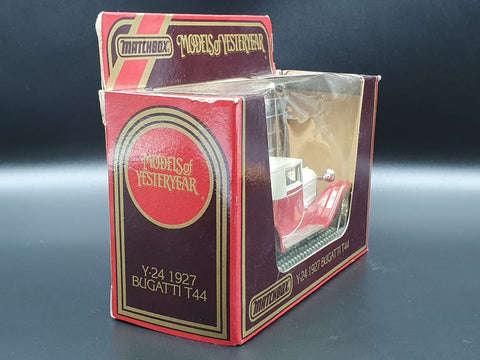 MATCHBOX
MODELS of YESTERYEAR
MODELS of
YESTERYEAR
®
Y-24 1927
BUGATTI T44
MATCHBOX
Y-24 1927 BUGATTI T44